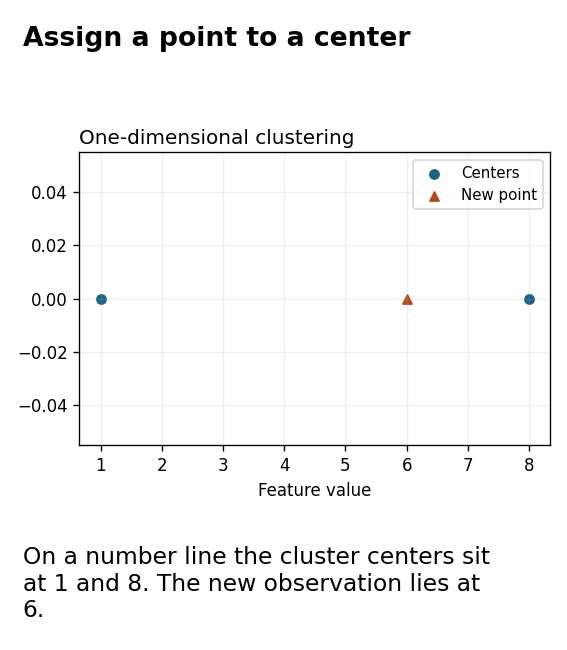 Assign a point to a center
One-dimensional clustering
Centers
New point
0.04
0.02
0.00
−0.02
−0.04
1 2 3 4 5 6 7 8
Feature value
On a number line the cluster centers sit
at 1 and 8. The new observation lies at
6.